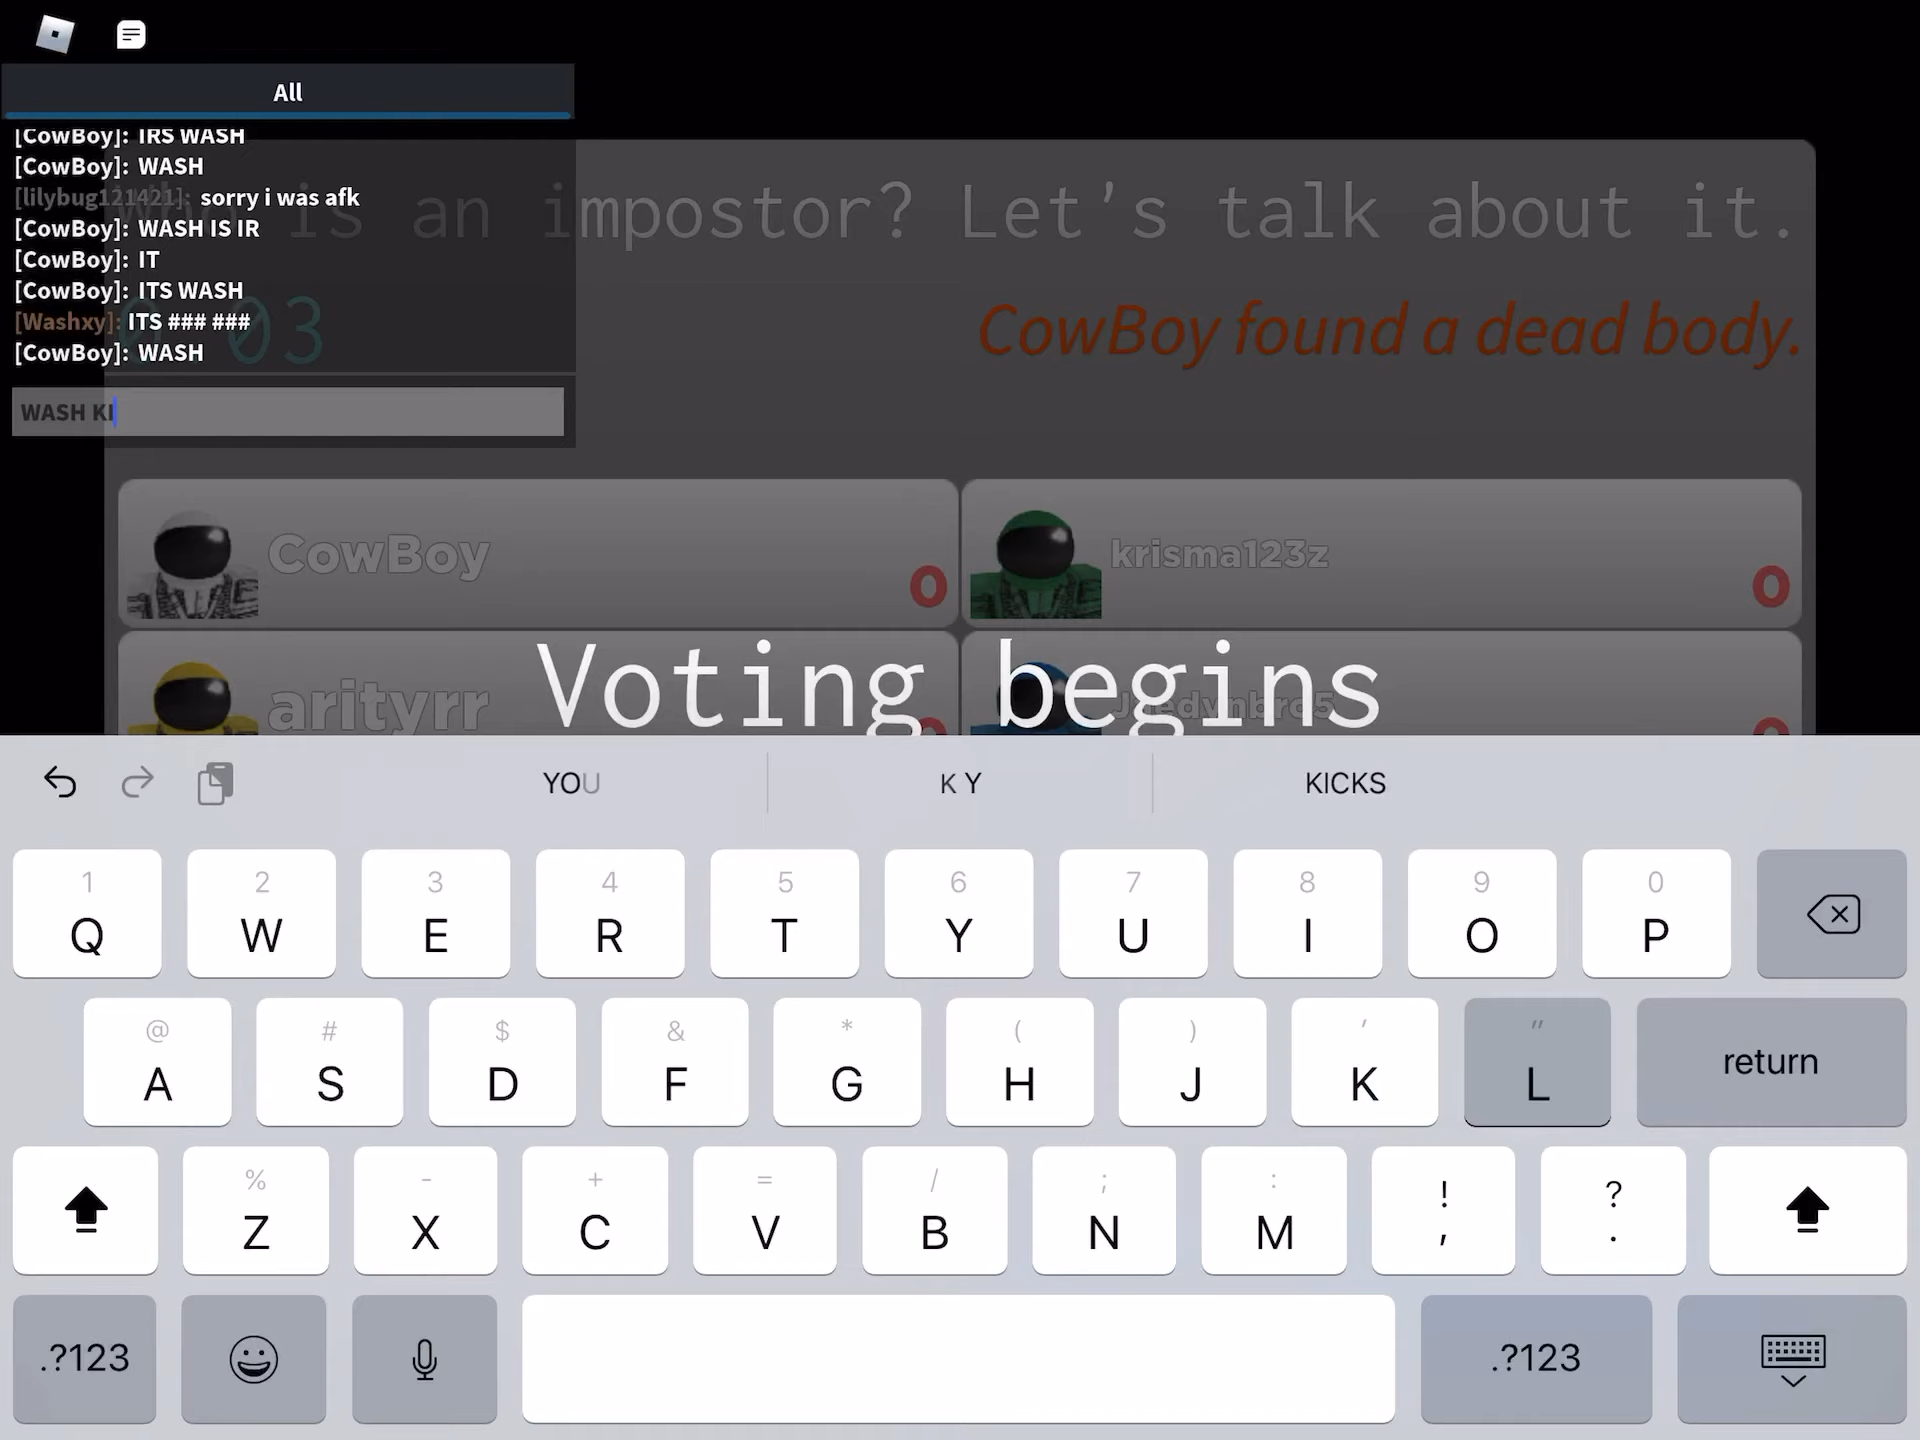 All
[CowBoy]: IRS WASH
[CowBoy]: WASH
[lilybug121421]: sorry i was afk
[CowBoy]: WASH IS IR
[CowBoy]: IT
[CowBoy]: ITS WASH
[Washxy]: ITS ### ###
[CowBoy]: WASH
WASH KI
Who is an impostor? Let's talk about it.
03
CowBoy found a dead body.
CowBoy 0
krisma123z 0
arityrr
Voting begins
YOU
K Y
KICKS
1 2 3 4 5 6 7 8 9 0
Q W E R T Y U I O P
@ # $ & * ( ) ' "
A S D F G H J K L return
% - + = / ; : ! ?
Z X C V B N M , .
.?123 .?123